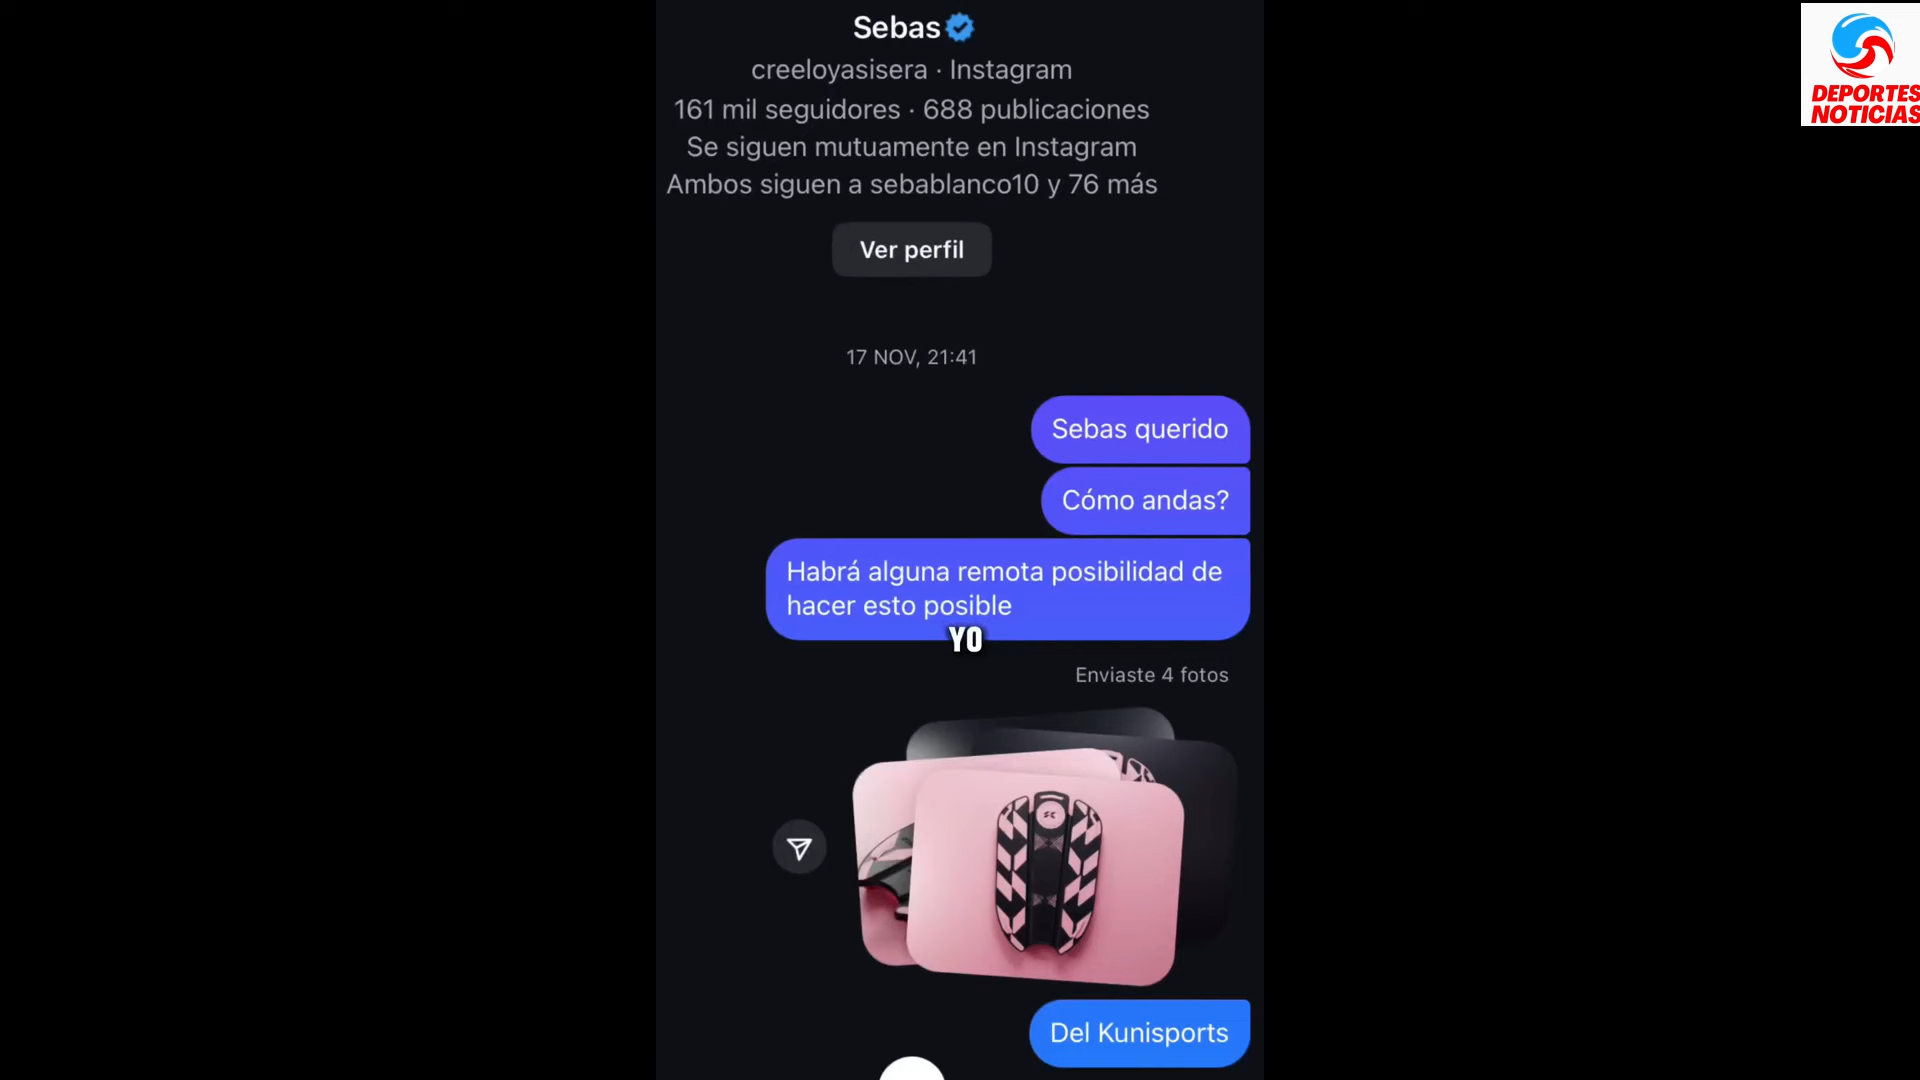 Sebas
creeloyasisera · Instagram
161 mil seguidores · 688 publicaciones
Se siguen mutuamente en Instagram
Ambos siguen a sebablanco10 y 76 más
Ver perfil
17 NOV, 21:41
Sebas querido
Cómo andas?
Habrá alguna remota posibilidad de
hacer esto posible
YO
Enviaste 4 fotos
Del Kunisports
DEPORTES
NOTICIAS